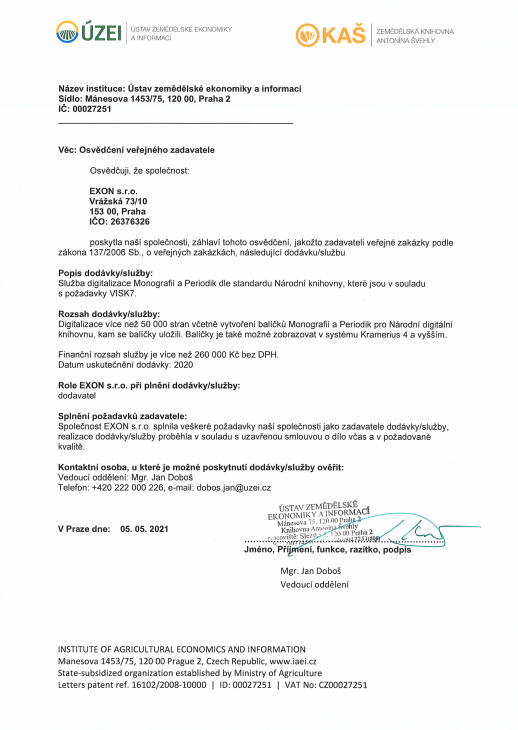 ÚZEI
ÚSTAV ZEMĚDĚLSKÉ EKONOMIKY
A INFORMACÍ
KAŠ
ZEMĚDĚLSKÁ KNIHOVNA
ANTONÍNA ŠVEHLY
Název instituce: Ústav zemědělské ekonomiky a informací
Sídlo: Mánesova 1453/75, 120 00, Praha 2
IČ: 00027251
Věc: Osvědčení veřejného zadavatele
Osvědčuji, že společnost:
EXON s.r.o.
Vrážská 73/10
153 00, Praha
IČO: 26376326
poskytla naší společnosti, záhlaví tohoto osvědčení, jakožto zadavateli veřejné zakázky podle
zákona 137/2006 Sb., o veřejných zakázkách, následující dodávku/službu
Popis dodávky/služby:
Služba digitalizace Monografií a Periodik dle standardu Národní knihovny, které jsou v souladu
s požadavky VISK7.
Rozsah dodávky/služby:
Digitalizace více než 50 000 stran včetně vytvoření balíčků Monografií a Periodik pro Národní digitální
knihovnu, kam se balíčky uložili. Balíčky je také možné zobrazovat v systému Kramerius 4 a vyšším.
Finanční rozsah služby je více než 260 000 Kč bez DPH.
Datum uskutečnění dodávky: 2020
Role EXON s.r.o. při plnění dodávky/služby:
dodavatel
Splnění požadavků zadavatele:
Společnost EXON s.r.o. splnila veškeré požadavky naší společnosti jako zadavatele dodávky/služby,
realizace dodávky/služby proběhla v souladu s uzavřenou smlouvou o dílo včas a v požadované
kvalitě.
Kontaktní osoba, u které je možné poskytnutí dodávky/služby ověřit:
Vedoucí oddělení: Mgr. Jan Doboš
Telefon: +420 222 000 226, e-mail: dobos.jan@uzei.cz
ÚSTAV ZEMĚDĚLSKÉ
EKONOMIKY A INFORMACÍ
Mánesova 75, 120 00 Praha 2
Knihovna Antonína Švehly
120 00 Praha 2
V Praze dne: 05. 05. 2021
Jméno, Příjmení, funkce, razítko, podpis
Mgr. Jan Doboš
Vedoucí oddělení
INSTITUTE OF AGRICULTURAL ECONOMICS AND INFORMATION
Manesova 1453/75, 120 00 Prague 2, Czech Republic, www.iaei.cz
State-subsidized organization established by Ministry of Agriculture
Letters patent ref. 16102/2008-10000 | ID: 00027251 | VAT No: CZ00027251